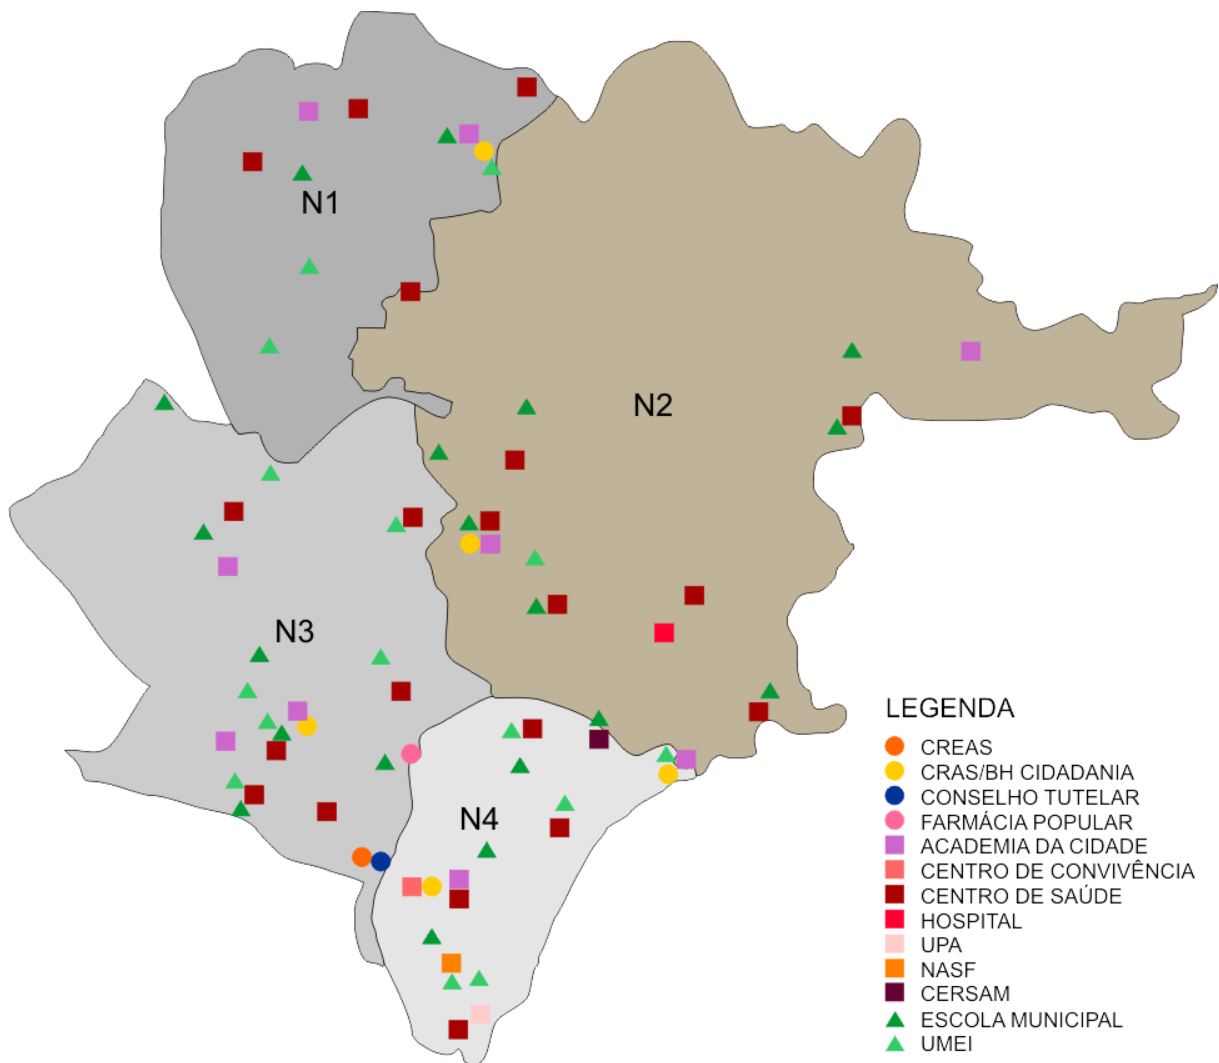 N1
N2
N3
N4
LEGENDA
CREAS
CRAS/BH CIDADANIA
CONSELHO TUTELAR
FARMÁCIA POPULAR
ACADEMIA DA CIDADE
CENTRO DE CONVIVÊNCIA
CENTRO DE SAÚDE
HOSPITAL
UPA
NASF
CERSAM
ESCOLA MUNICIPAL
UMEI